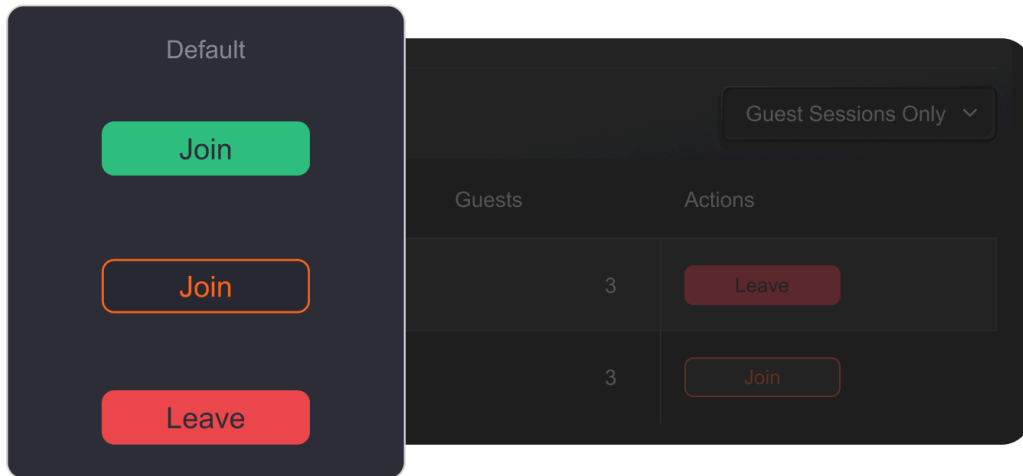 Default
Join
Join
Leave
Guest Sessions Only
Guests Actions
3 Leave
3 Join